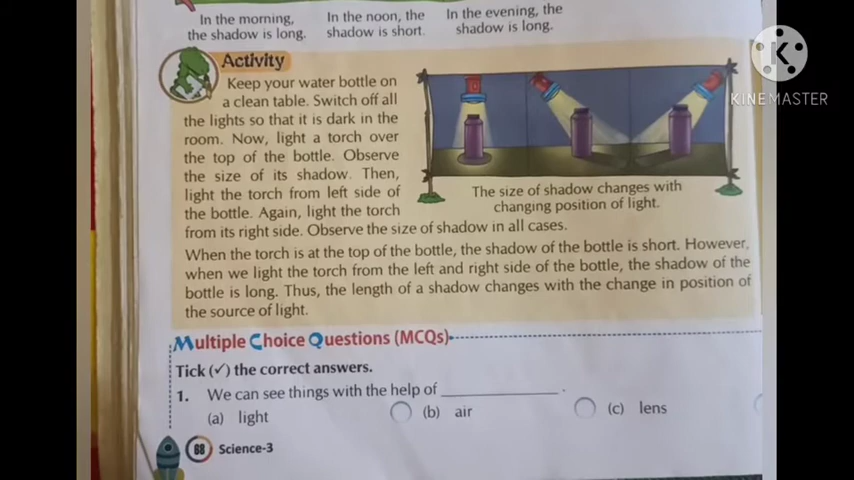 In the morning,
the shadow is long.
In the noon, the
shadow is short.
In the evening, the
shadow is long.
Activity
Keep your water bottle on
a clean table. Switch off all
the lights so that it is dark in the
room. Now, light a torch over
the top of the bottle. Observe
the size of its shadow. Then,
light the torch from left side of
the bottle. Again, light the torch
from its right side. Observe the size of shadow in all cases.
The size of shadow changes with
changing position of light.
When the torch is at the top of the bottle, the shadow of the bottle is short. However,
when we light the torch from the left and right side of the bottle, the shadow of the
bottle is long. Thus, the length of a shadow changes with the change in position of
the source of light.
Multiple Choice Questions (MCQs)
Tick (✓) the correct answers.
1. We can see things with the help of ____________.
(a) light (b) air (c) lens
68 Science-3
K
KINEMASTER